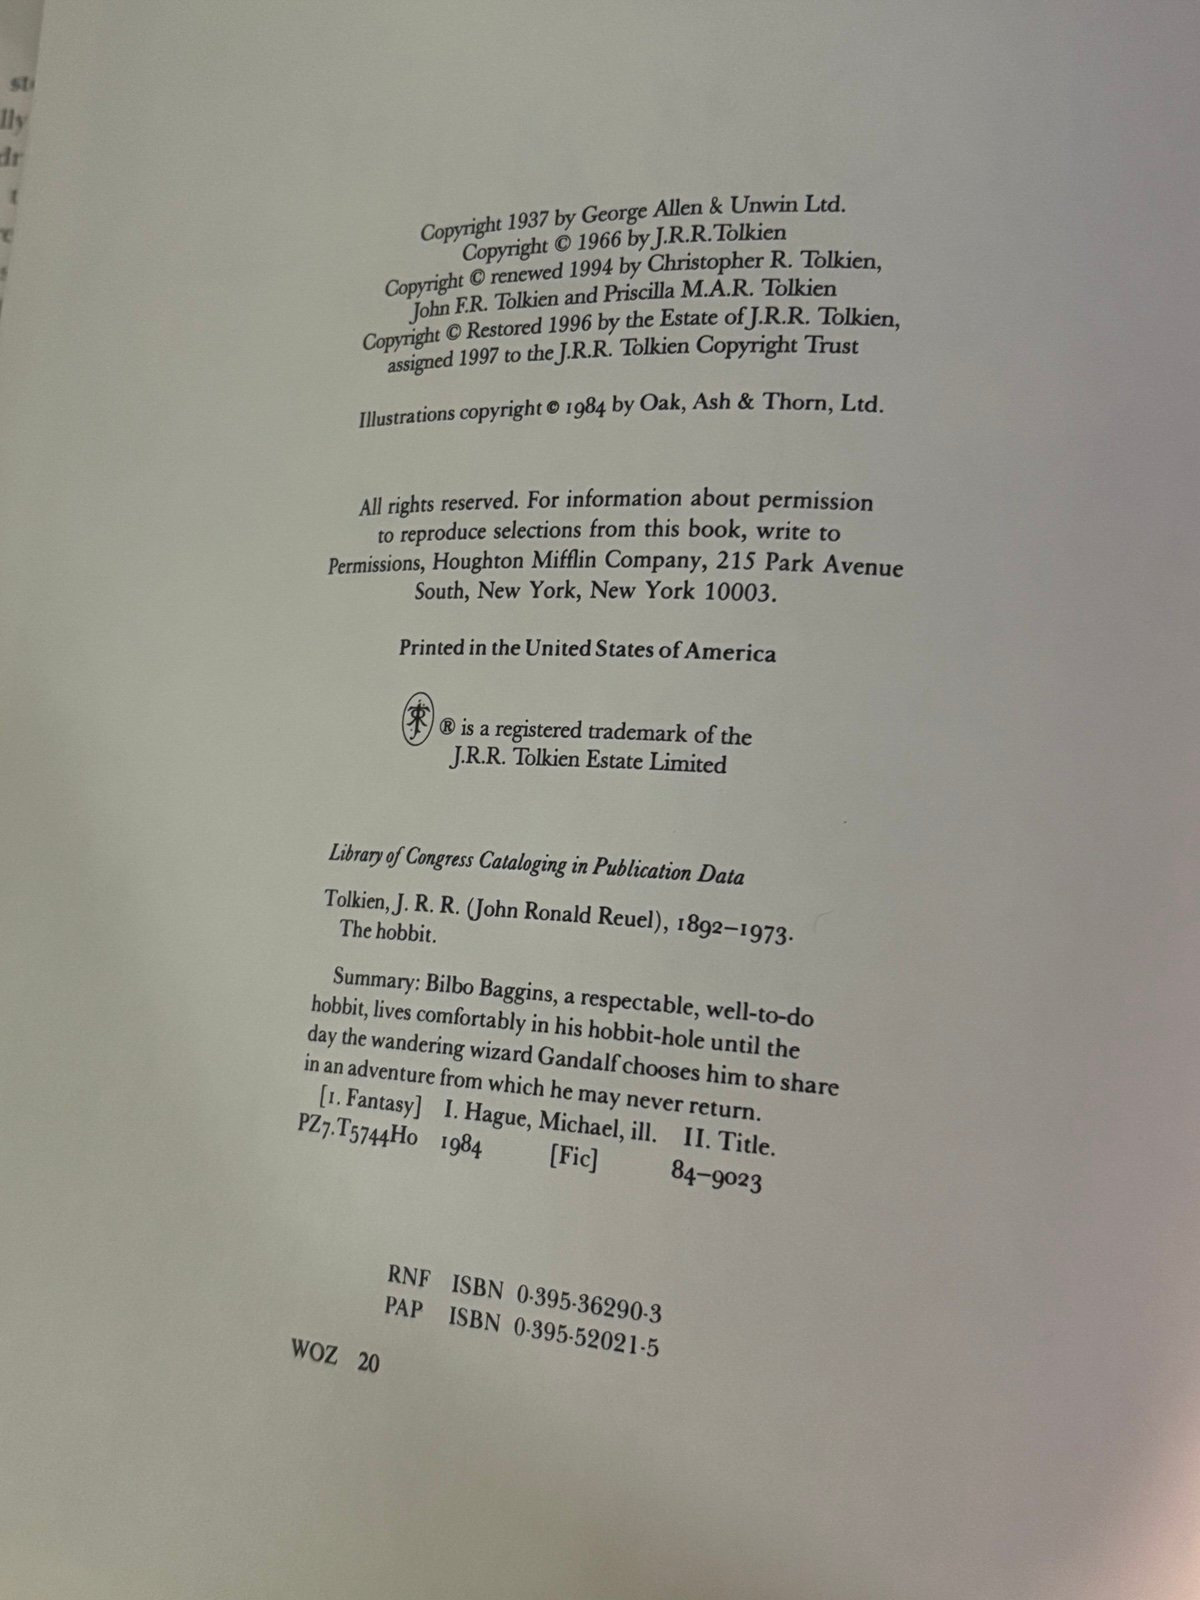 Copyright 1937 by George Allen & Unwin Ltd.
Copyright © 1966 by J.R.R.Tolkien
Copyright © renewed 1994 by Christopher R. Tolkien,
John F.R. Tolkien and Priscilla M.A.R. Tolkien
Copyright © Restored 1996 by the Estate of J.R.R. Tolkien,
assigned 1997 to the J.R.R. Tolkien Copyright Trust
Illustrations copyright © 1984 by Oak, Ash & Thorn, Ltd.
All rights reserved. For information about permission
to reproduce selections from this book, write to
Permissions, Houghton Mifflin Company, 215 Park Avenue
South, New York, New York 10003.
Printed in the United States of America
® is a registered trademark of the
J.R.R. Tolkien Estate Limited
Library of Congress Cataloging in Publication Data
Tolkien, J. R. R. (John Ronald Reuel), 1892–1973.
The hobbit.
Summary: Bilbo Baggins, a respectable, well-to-do
hobbit, lives comfortably in his hobbit-hole until the
day the wandering wizard Gandalf chooses him to share
in an adventure from which he may never return.
[1. Fantasy] I. Hague, Michael, ill. II. Title.
PZ7.T5744Ho 1984 [Fic] 84–9023
RNF ISBN 0-395-36290-3
PAP ISBN 0-395-52021-5
WOZ 20